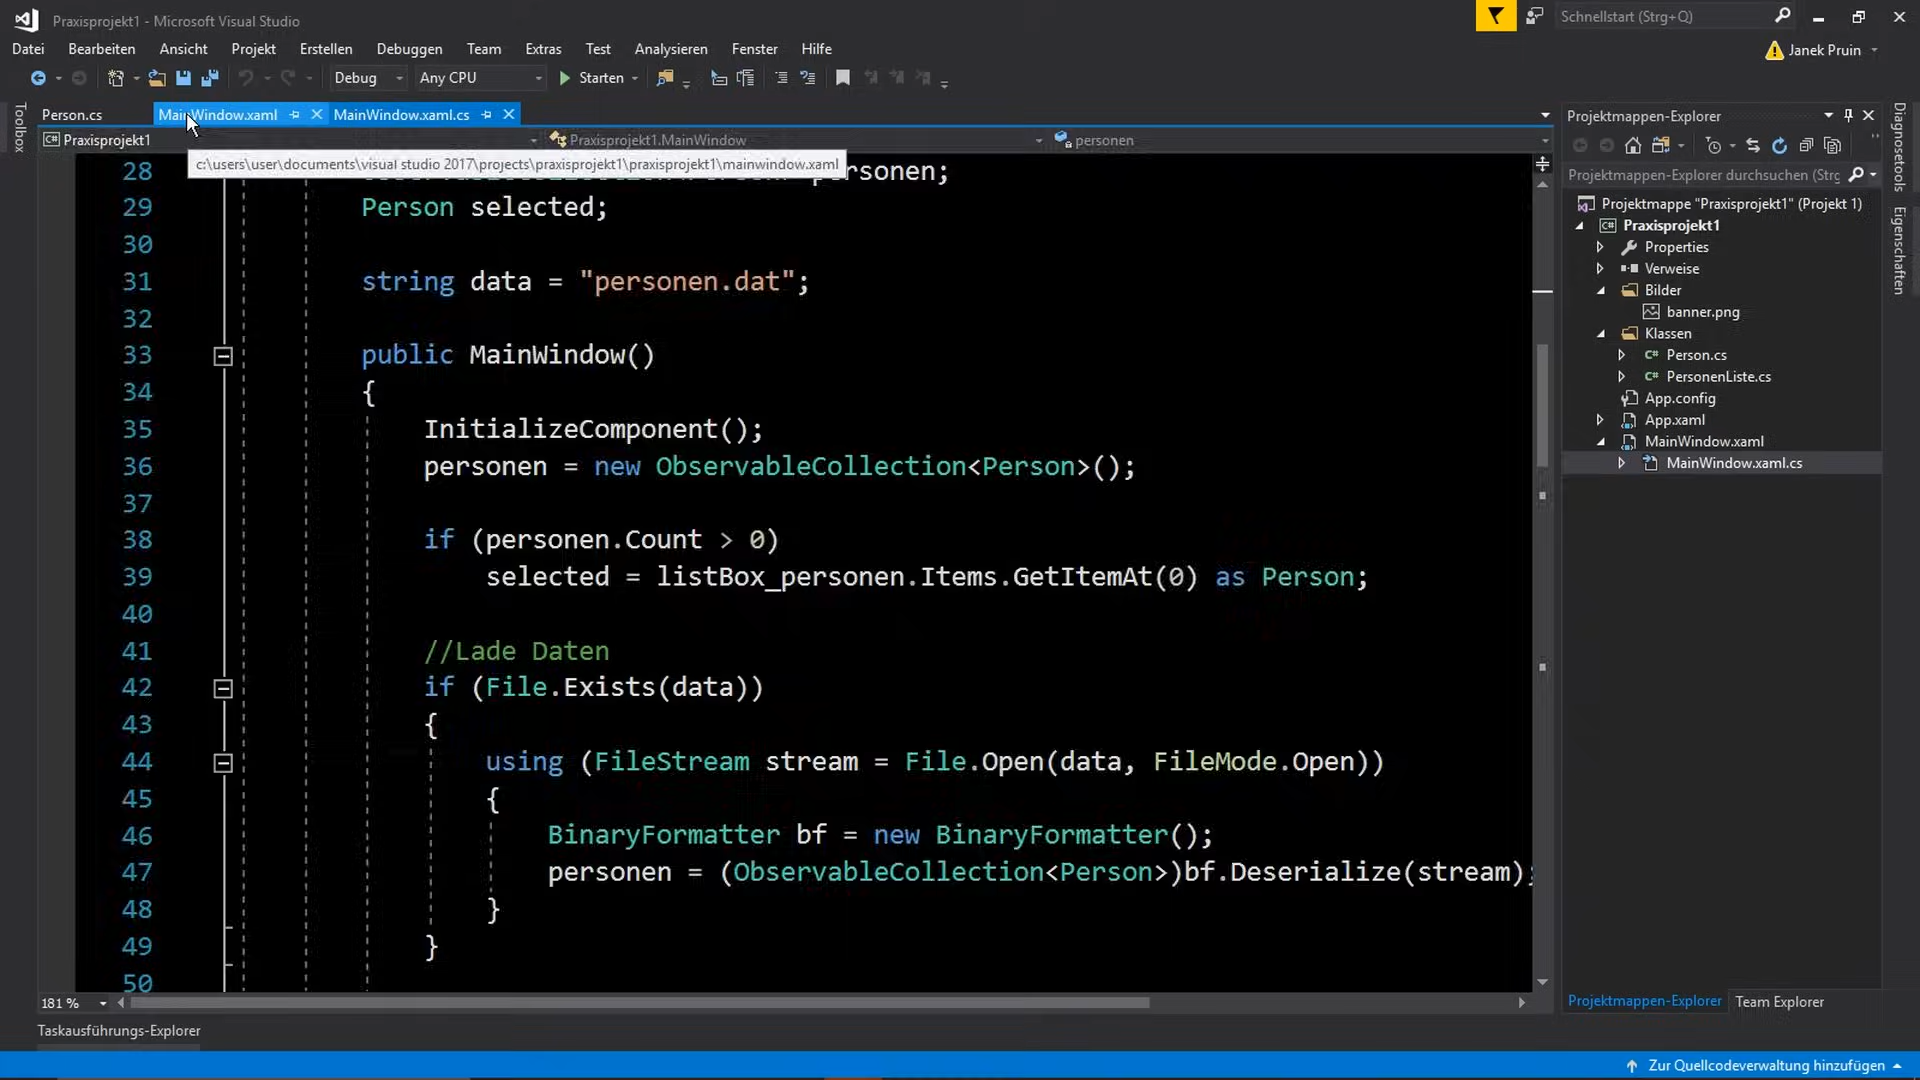 Praxisprojekt1 - Microsoft Visual Studio
Schnellstart (Strg+Q)
Datei Bearbeiten Ansicht Projekt Erstellen Debuggen Team Extras Test Analysieren Fenster Hilfe
Janek Pruin
Debug Any CPU Starten
Toolbox
Person.cs MainWindow.xaml MainWindow.xaml.cs
Praxisprojekt1 Praxisprojekt1.MainWindow personen
c:\users\user\documents\visual studio 2017\projects\praxisprojekt1\praxisprojekt1\mainwindow.xaml
28 personen;
29 Person selected;
30
31 string data = "personen.dat";
32
33 public MainWindow()
34 {
35 InitializeComponent();
36 personen = new ObservableCollection<Person>();
37
38 if (personen.Count > 0)
39 selected = listBox_personen.Items.GetItemAt(0) as Person;
40
41 //Lade Daten
42 if (File.Exists(data))
43 {
44 using (FileStream stream = File.Open(data, FileMode.Open))
45 {
46 BinaryFormatter bf = new BinaryFormatter();
47 personen = (ObservableCollection<Person>)bf.Deserialize(stream);
48 }
49 }
50
181 %
Taskausführungs-Explorer
Projektmappen-Explorer
Projektmappen-Explorer durchsuchen (Strg
Projektmappe "Praxisprojekt1" (Projekt 1)
Praxisprojekt1
Properties
Verweise
Bilder
banner.png
Klassen
Person.cs
PersonenListe.cs
App.config
App.xaml
MainWindow.xaml
MainWindow.xaml.cs
Projektmappen-Explorer Team Explorer
Diagnosetools
Eigenschaften
Zur Quellcodeverwaltung hinzufügen